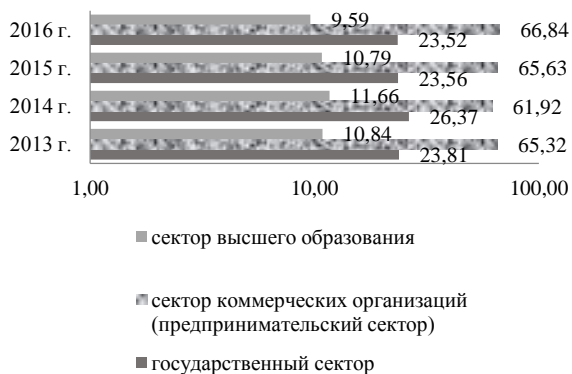 9,59
2016 г. 66,84
23,52
10,79
2015 г. 65,63
23,56
11,66
2014 г. 61,92
26,37
10,84
2013 г. 65,32
23,81
1,00 10,00 100,00
сектор высшего образования
сектор коммерческих организаций
(предпринимательский сектор)
государственный сектор